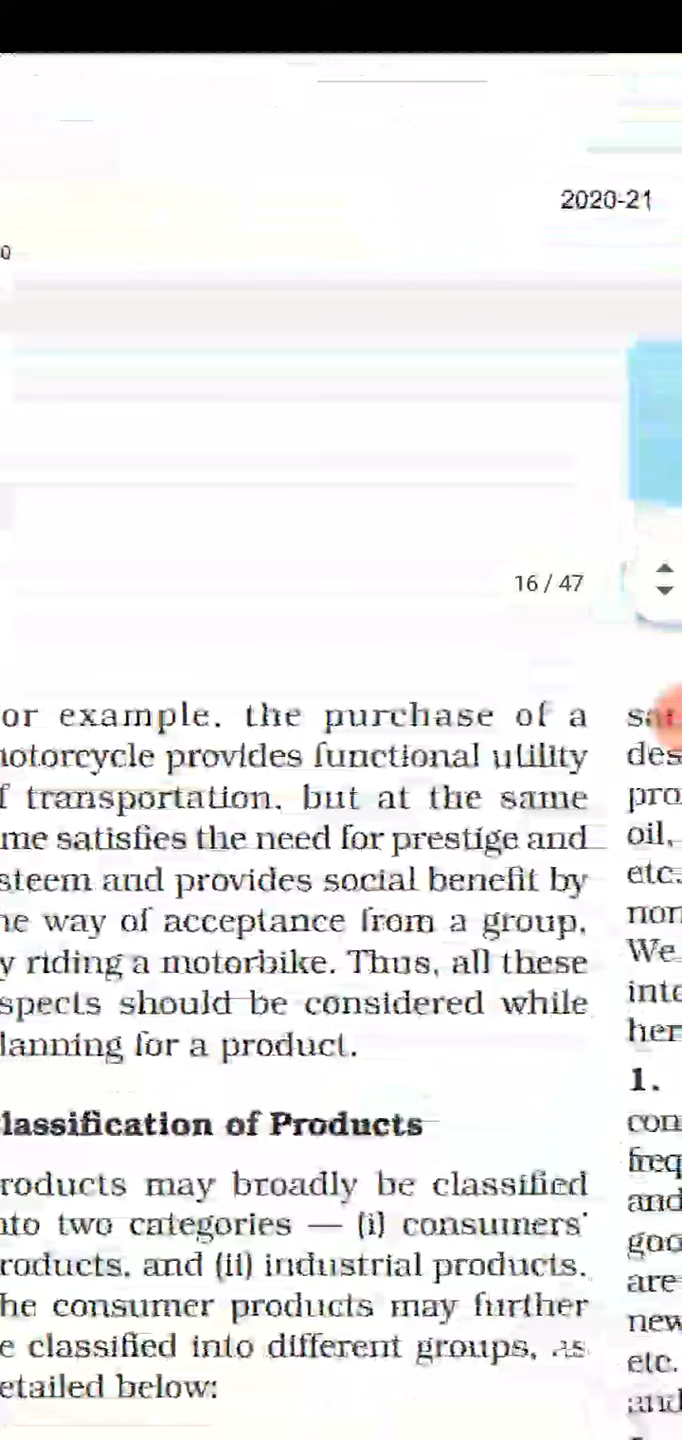 2020-21
0
16 / 47
or example, the purchase of a
otorcycle provides functional utility
f transportation, but at the same
me satisfies the need for prestige and
steem and provides social benefit by
he way of acceptance from a group,
y riding a motorbike. Thus, all these
spects should be considered while
lanning for a product.
lassification of Products
roducts may broadly be classified
nto two categories — (i) consumers'
roducts, and (ii) industrial products.
he consumer products may further
e classified into different groups, as
etailed below:
des
pro
oil,
etc.
non
We
inte
her
1.
con
freq
and
goo
are
new
etc.
and